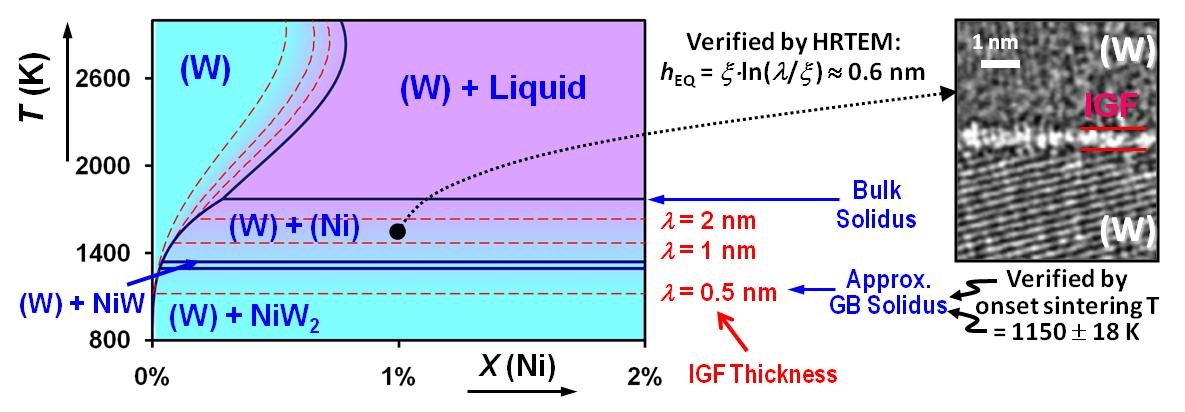 T (K)
2600
2000
1400
800
(W)
(W) + Liquid
(W) + (Ni)
(W) + NiW
(W) + NiW2
0%
1%
2%
X (Ni)
Verified by HRTEM:
hEQ = ξ·ln(λ/ξ) ≈ 0.6 nm
Bulk
Solidus
λ = 2 nm
λ = 1 nm
λ = 0.5 nm
Approx.
GB Solidus
IGF Thickness
1 nm
(W)
IGF
(W)
Verified by
onset sintering T
= 1150 ± 18 K